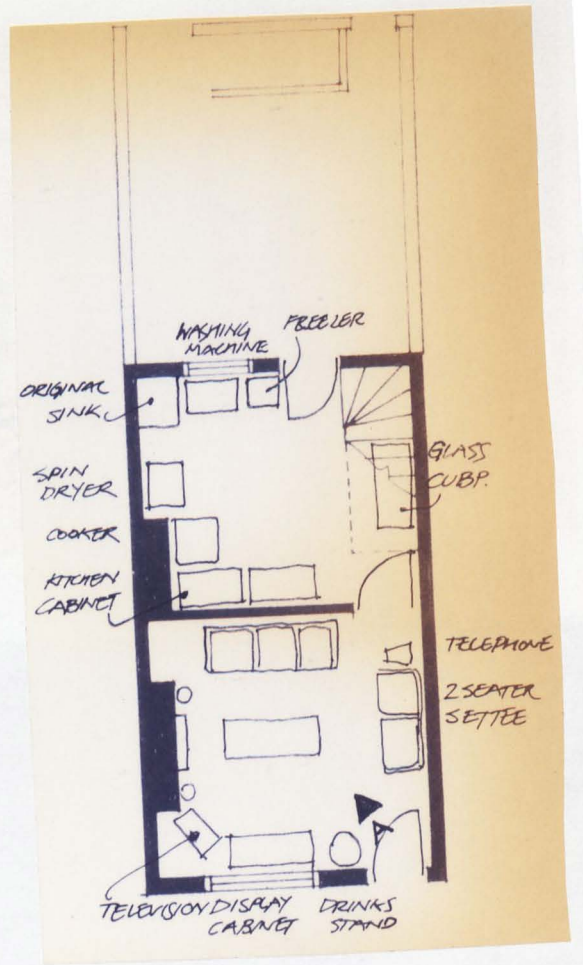 WASHING
MACHINE
FREEZER
ORIGINAL
SINK
SPIN
DRYER
GLASS
CUBP.
COOKER
KITCHEN
CABINET
TELEPHONE
2 SEATER
SETTEE
TELEVISION
DISPLAY
CABINET
DRINKS
STAND
A